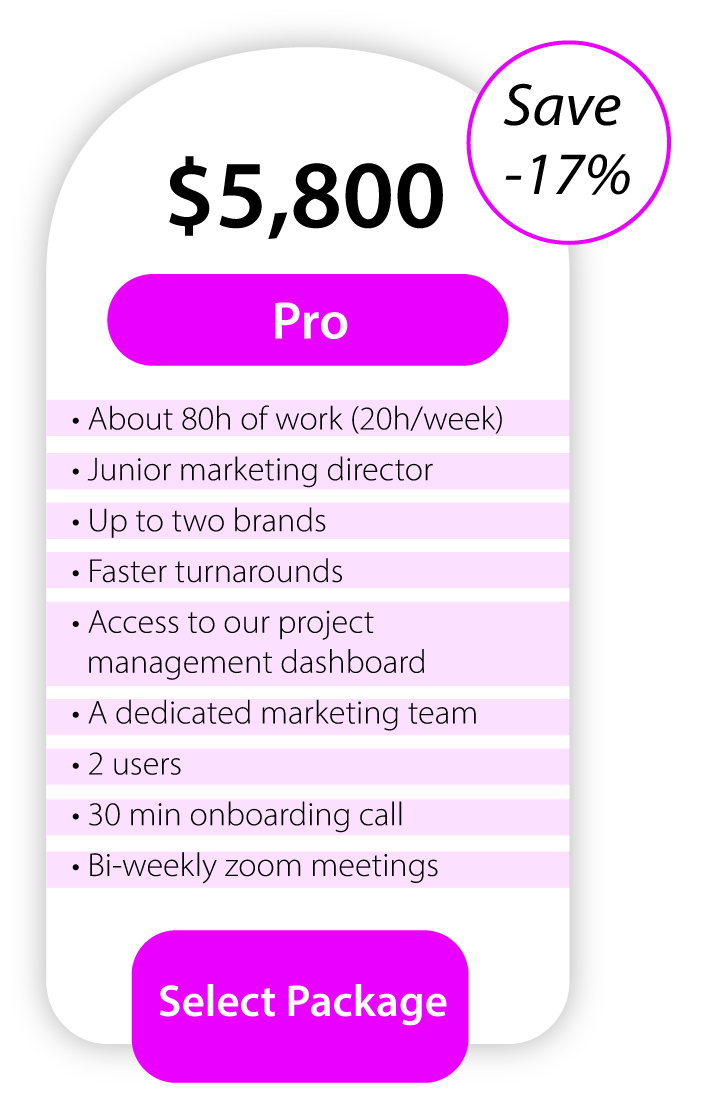 Save
-17%
$5,800
Pro
• About 80h of work (20h/week)
• Junior marketing director
• Up to two brands
• Faster turnarounds
• Access to our project
management dashboard
• A dedicated marketing team
• 2 users
• 30 min onboarding call
• Bi-weekly zoom meetings
Select Package